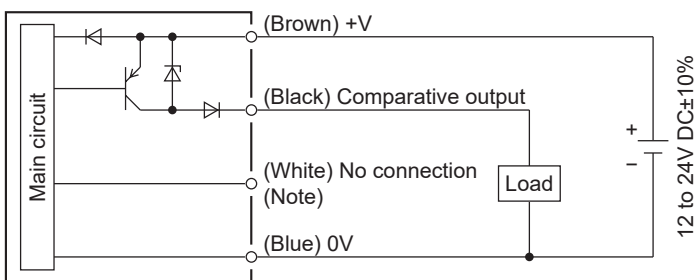 (Brown) +V
(Black) Comparative output
Main circuit
(White) No connection
(Note)
Load
+
−
12 to 24V DC±10%
(Blue) 0V